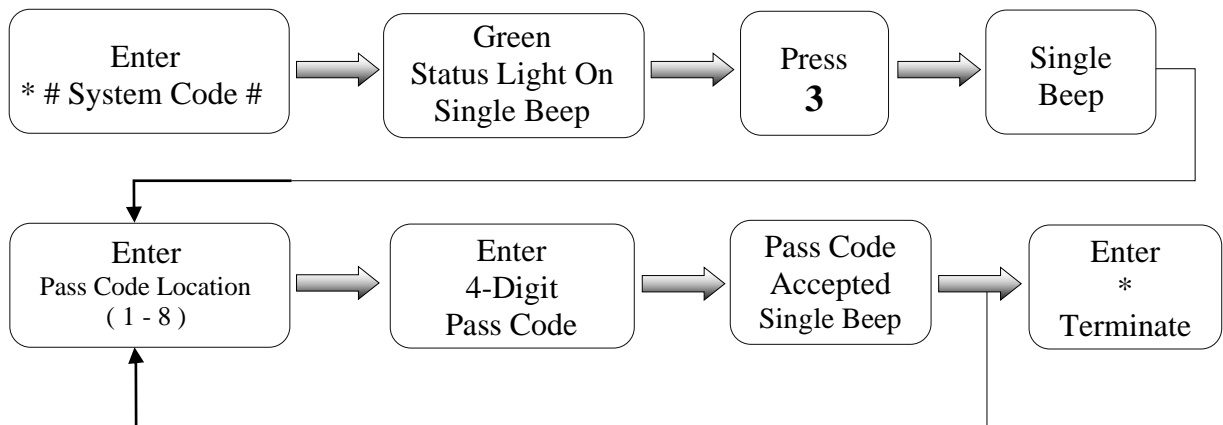 Enter
* # System Code #
Green
Status Light On
Single Beep
Press
3
Single
Beep
Enter
Pass Code Location
( 1 - 8 )
Enter
4-Digit
Pass Code
Pass Code
Accepted
Single Beep
Enter
*
Terminate